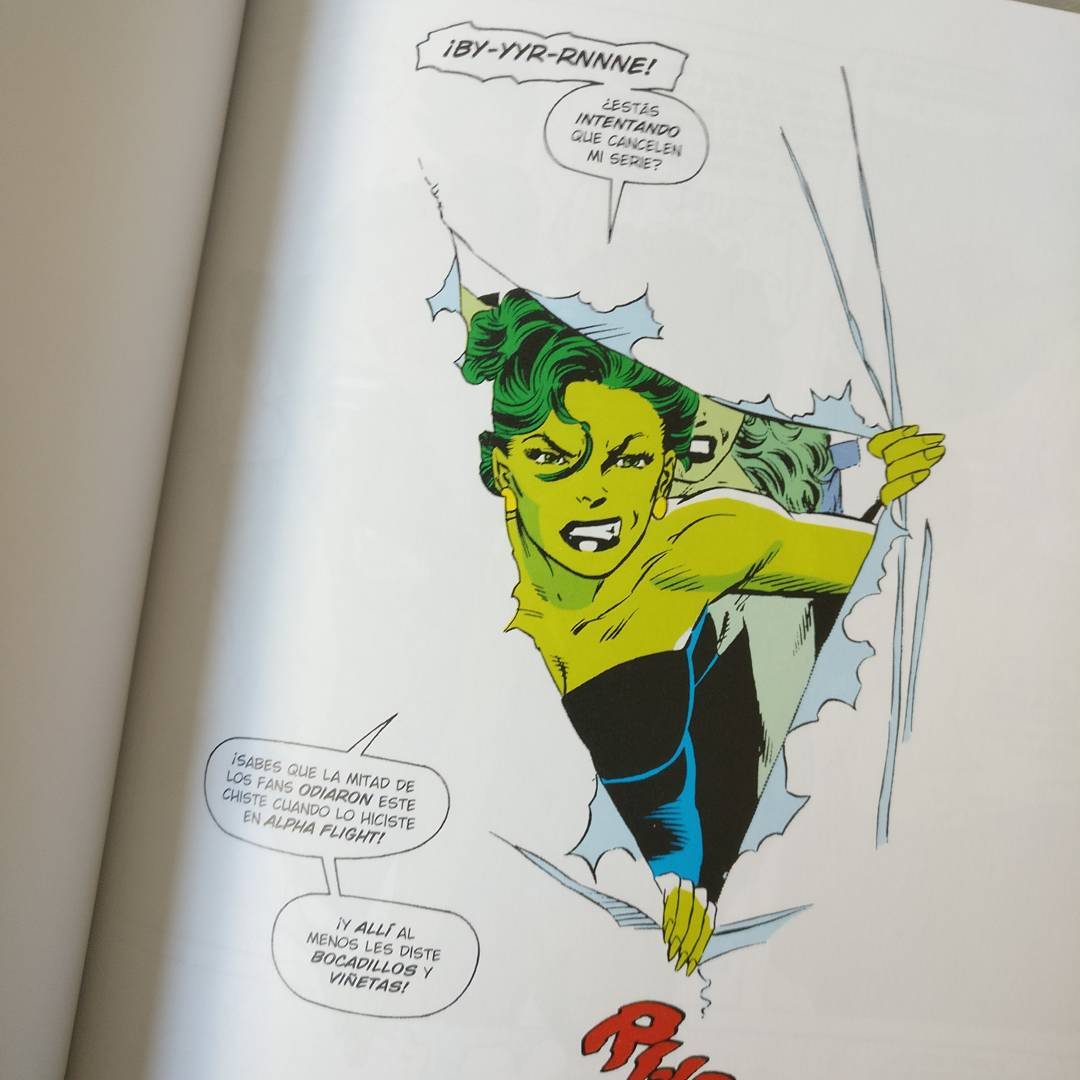 ¡BY-YYR-RNNNE!
¿ESTÁS
INTENTANDO
QUE CANCELEN
MI SERIE?
¡SABES QUE LA MITAD DE
LOS FANS ODIARON ESTE
CHISTE CUANDO LO HICISTE
EN ALPHA FLIGHT!
¡Y ALLÍ AL
MENOS LES DISTE
BOCADILLOS Y
VIÑETAS!